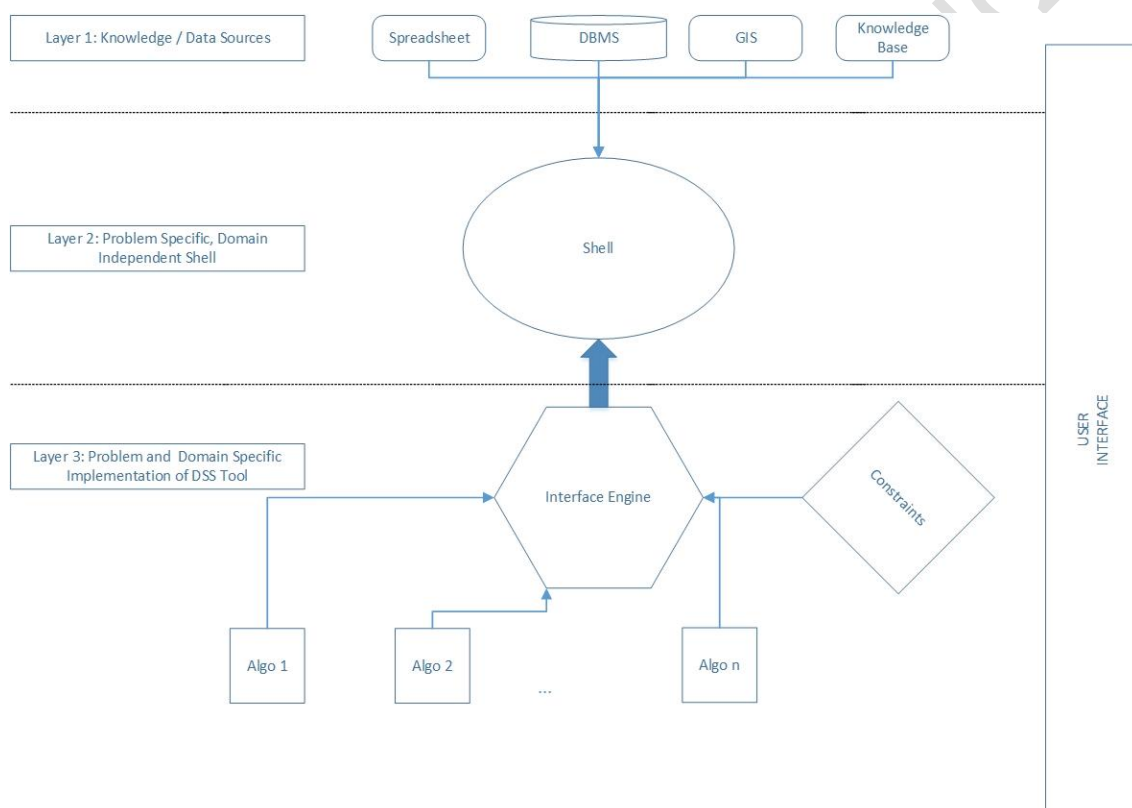 Layer 1: Knowledge / Data Sources
Spreadsheet
DBMS
GIS
Knowledge
Base
Layer 2: Problem Specific, Domain
Independent Shell
Shell
Layer 3: Problem and Domain Specific
Implementation of DSS Tool
Interface Engine
Constraints
USER
INTERFACE
Algo 1
Algo 2
...
Algo n